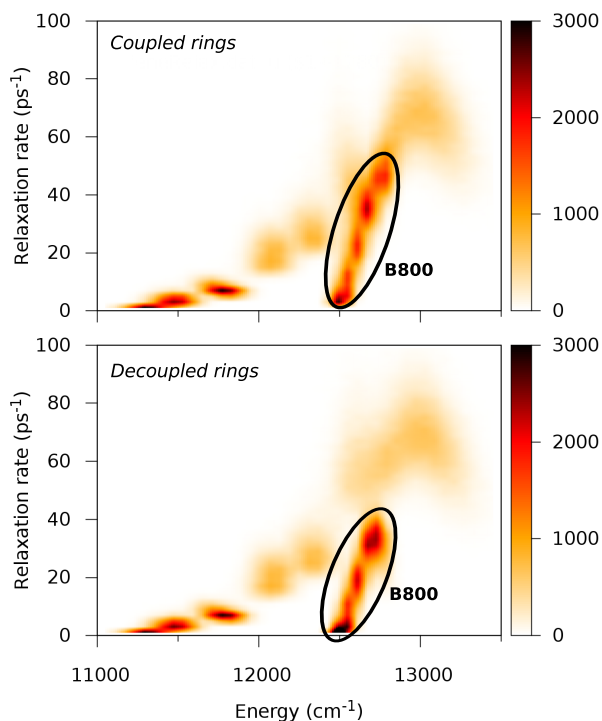 Coupled rings
Relaxation rate (ps⁻¹)
100
80
60
40
20
0
B800
3000
2000
1000
0
Decoupled rings
Relaxation rate (ps⁻¹)
100
80
60
40
20
0
B800
3000
2000
1000
0
11000 12000 13000
Energy (cm⁻¹)